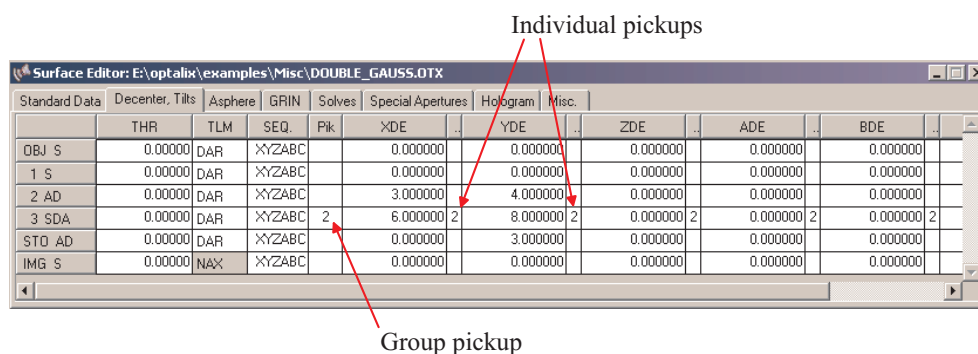 Individual pickups
Surface Editor: E:\optalix\examples\Misc\DOUBLE_GAUSS.OTX
Standard Data Decenter, Tilts Asphere GRIN Solves Special Apertures Hologram Misc.
THR TLM SEQ. Pik XDE .. YDE .. ZDE .. ADE .. BDE ..
OBJ S 0.00000 DAR XYZABC 0.000000 0.000000 0.000000 0.000000 0.000000
1 S 0.00000 DAR XYZABC 0.000000 0.000000 0.000000 0.000000 0.000000
2 AD 0.00000 DAR XYZABC 3.000000 4.000000 0.000000 0.000000 0.000000
3 SDA 0.00000 DAR XYZABC 2 6.000000 2 8.000000 2 0.000000 2 0.000000 2 0.000000 2
STO AD 0.00000 DAR XYZABC 0.000000 3.000000 0.000000 0.000000 0.000000
IMG S 0.00000 NAX XYZABC 0.000000 0.000000 0.000000 0.000000 0.000000
Group pickup